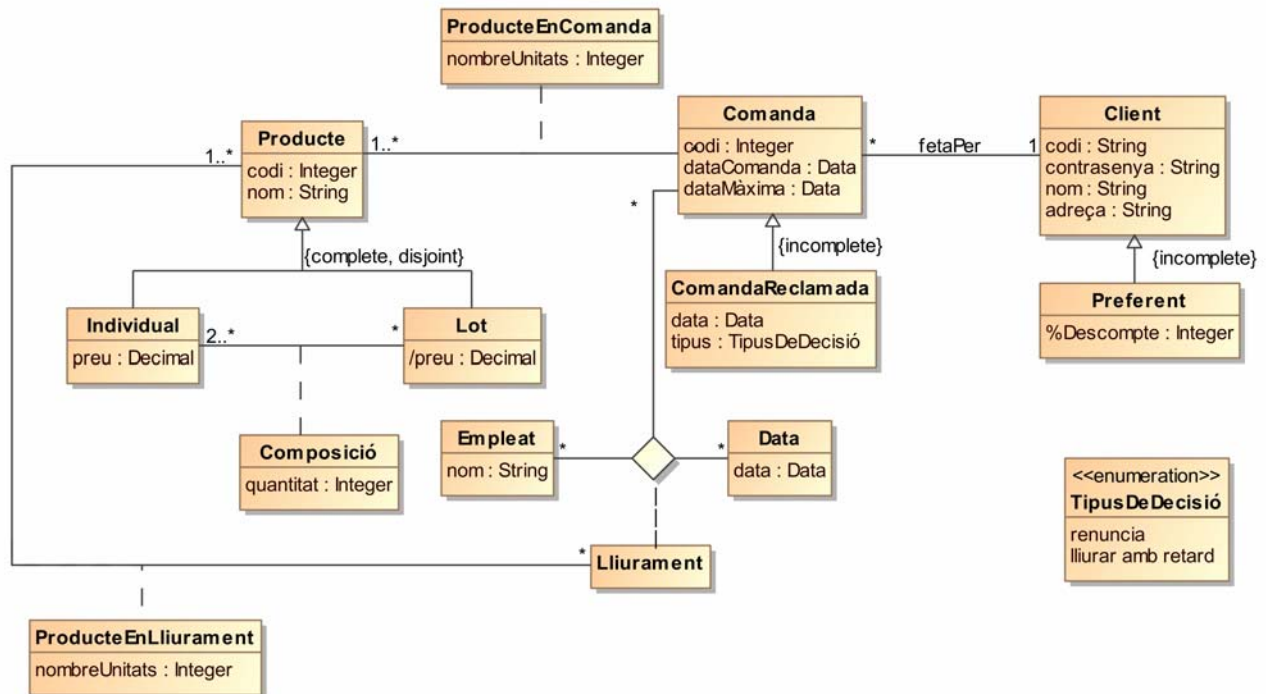 ProducteEnComanda
nombreUnitats : Integer
Producte
codi : Integer
nom : String
1..*
1..*
Comanda
codi : Integer
dataComanda : Data
dataMàxima : Data
*
fetaPer
1
*
Client
codi : String
contrasenya : String
nom : String
adreça : String
{complete, disjoint}
{incomplete}
{incomplete}
Individual
preu : Decimal
2..*
*
Lot
/preu : Decimal
ComandaReclamada
data : Data
tipus : TipusDeDecisió
Preferent
%Descompte : Integer
Composició
quantitat : Integer
Empleat
nom : String
*
*
Data
data : Data
<<enumeration>>
TipusDeDecisió
renuncia
lliurar amb retard
*
Lliurament
ProducteEnLliurament
nombreUnitats : Integer